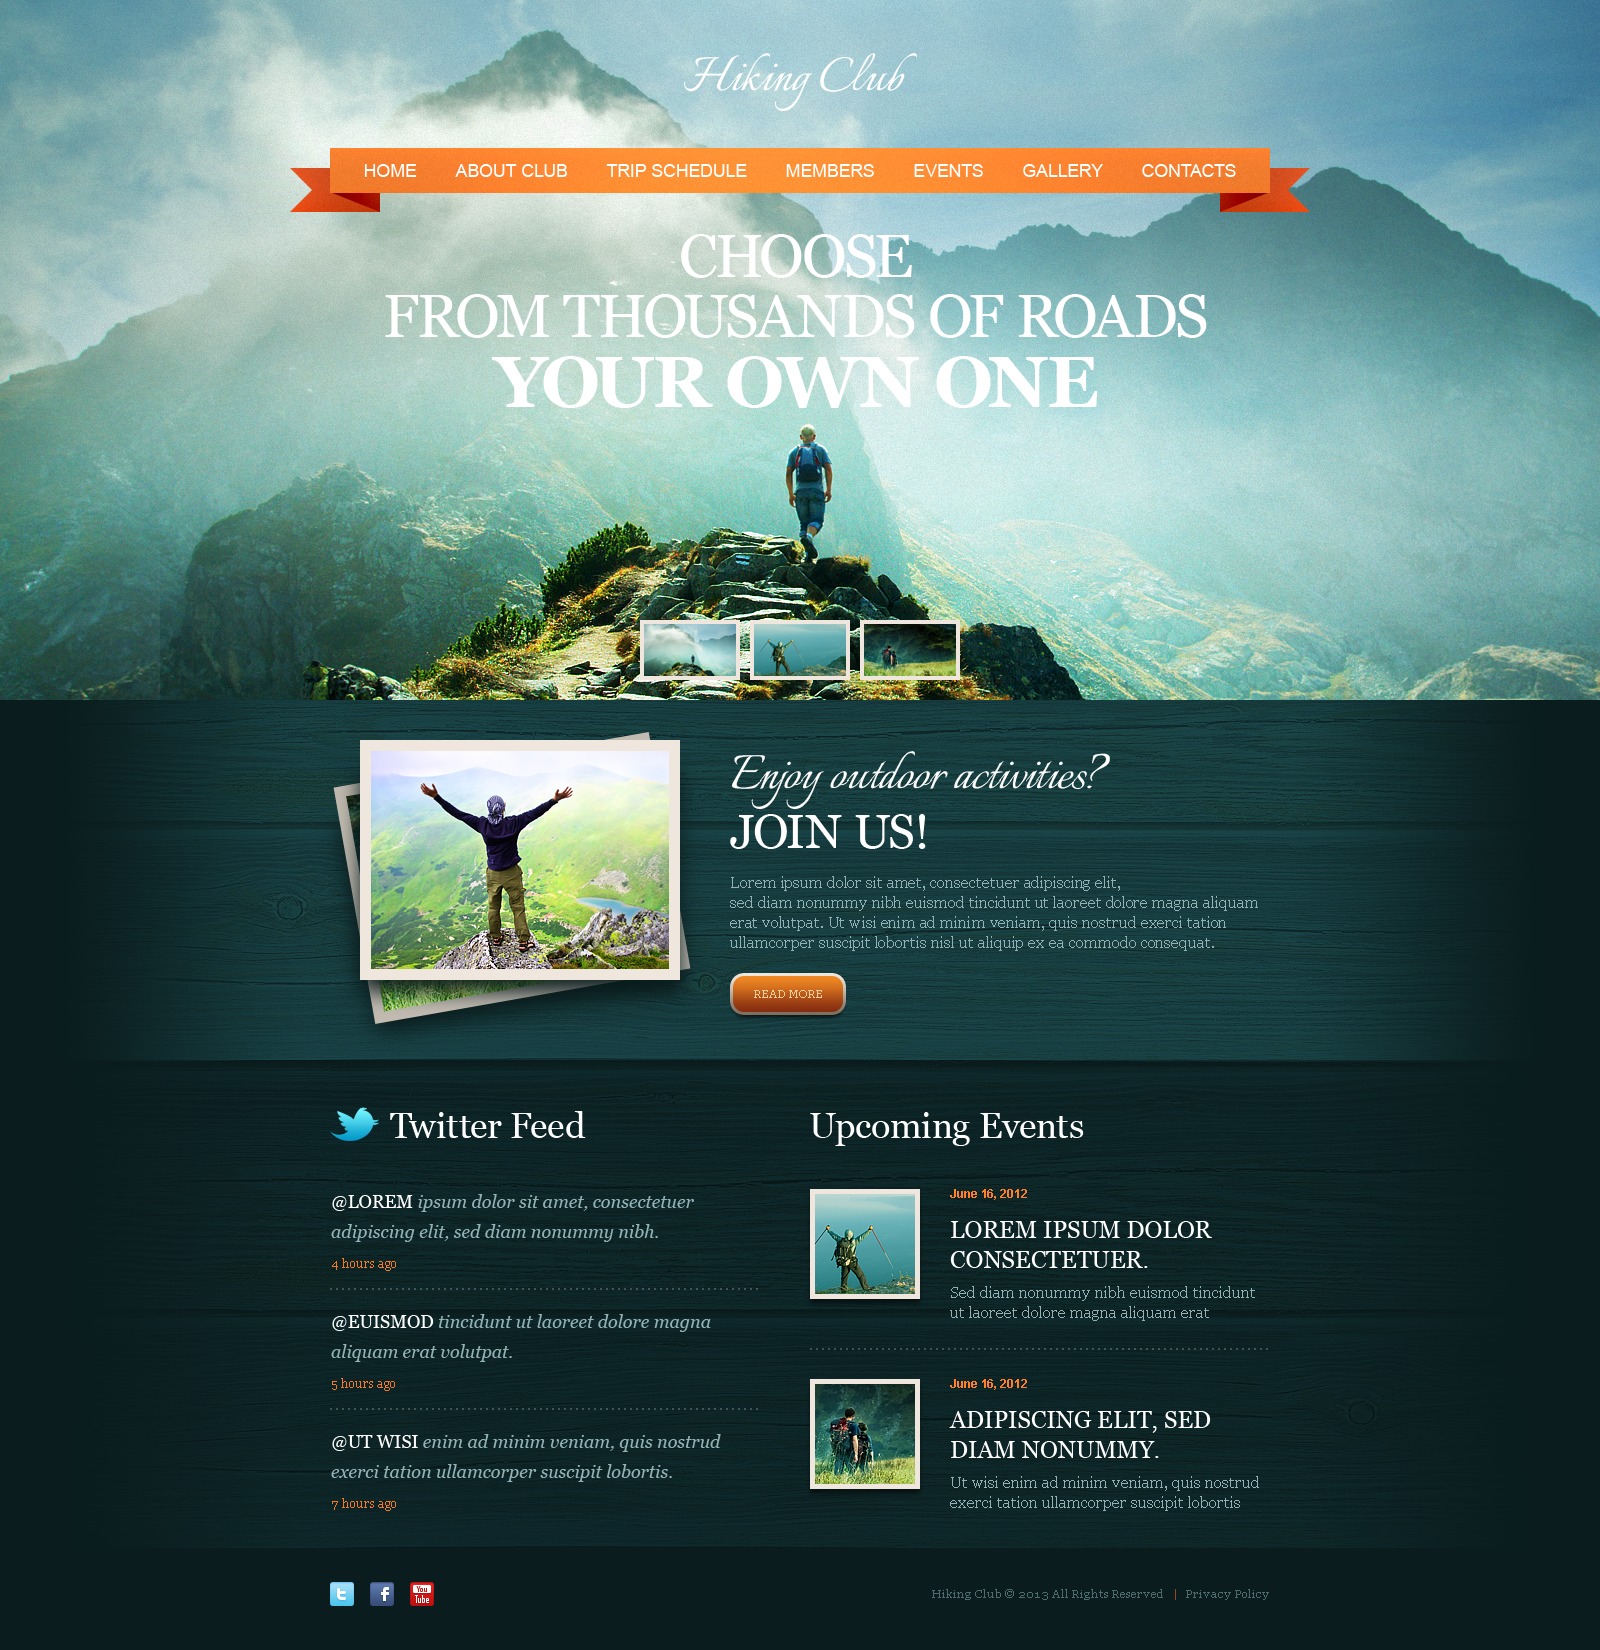 Hiking Club
HOME ABOUT CLUB TRIP SCHEDULE MEMBERS EVENTS GALLERY CONTACTS
CHOOSE
FROM THOUSANDS OF ROADS
YOUR OWN ONE
Enjoy outdoor activities?
JOIN US!
Lorem ipsum dolor sit amet, consectetuer adipiscing elit,
sed diam nonummy nibh euismod tincidunt ut laoreet dolore magna aliquam
erat volutpat. Ut wisi enim ad minim veniam, quis nostrud exerci tation
ullamcorper suscipit lobortis nisl ut aliquip ex ea commodo consequat.
READ MORE
Twitter Feed
@LOREM ipsum dolor sit amet, consectetuer
adipiscing elit, sed diam nonummy nibh.
4 hours ago
@EUISMOD tincidunt ut laoreet dolore magna
aliquam erat volutpat.
5 hours ago
@UT WISI enim ad minim veniam, quis nostrud
exerci tation ullamcorper suscipit lobortis.
7 hours ago
Upcoming Events
June 16, 2012
LOREM IPSUM DOLOR
CONSECTETUER.
Sed diam nonummy nibh euismod tincidunt
ut laoreet dolore magna aliquam erat
June 16, 2012
ADIPISCING ELIT, SED
DIAM NONUMMY.
Ut wisi enim ad minim veniam, quis nostrud
exerci tation ullamcorper suscipit lobortis
t f You
Tube
Hiking Club © 2013 All Rights Reserved | Privacy Policy